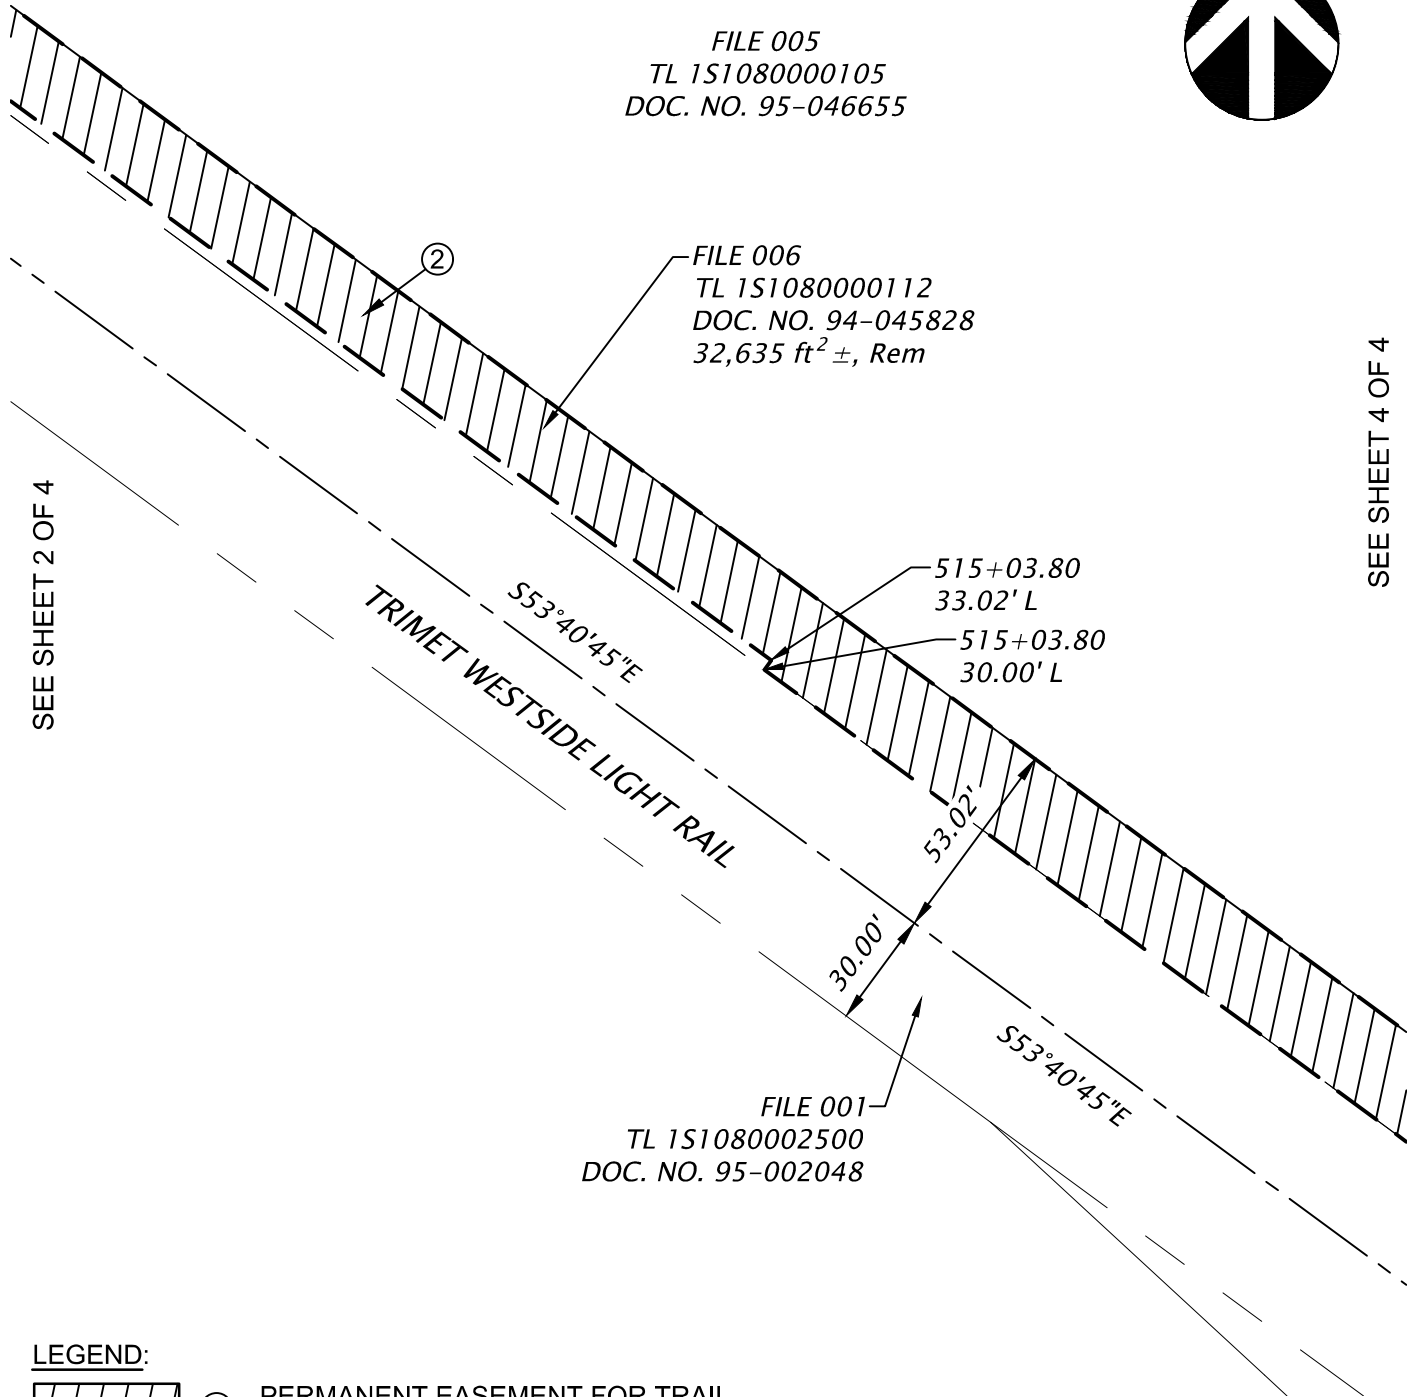 FILE 005
TL 1S1080000105
DOC. NO. 95-046655
2
FILE 006
TL 1S1080000112
DOC. NO. 94-045828
32,635 ft² ±, Rem
SEE SHEET 4 OF 4
SEE SHEET 2 OF 4
515+03.80
33.02' L
S53°40'45"E
515+03.80
30.00' L
TRIMET WESTSIDE LIGHT RAIL
53.02'
30.00'
S53°40'45"E
FILE 001
TL 1S1080002500
DOC. NO. 95-002048
LEGEND:
PERMANENT EASEMENT FOR TRAIL